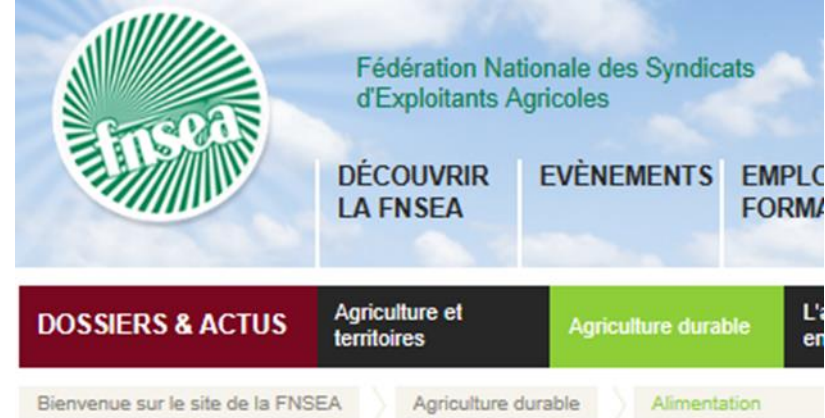 fnsea
Fédération Nationale des Syndicats
d'Exploitants Agricoles
DÉCOUVRIR
LA FNSEA
EVÈNEMENTS
DOSSIERS & ACTUS
Agriculture et
territoires
Agriculture durable
Bienvenue sur le site de la FNSEA
Agriculture durable
Alimentation